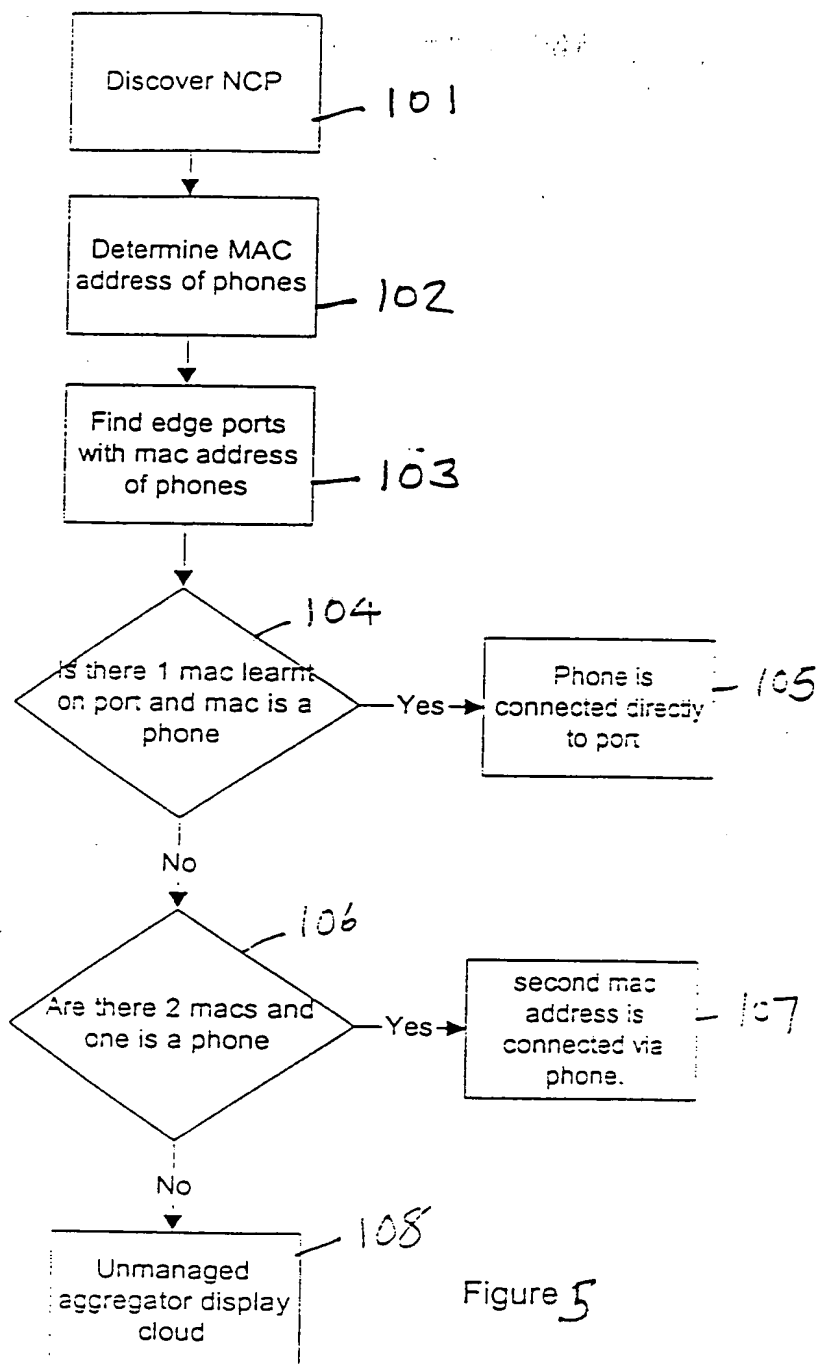 Discover NCP
101
Determine MAC
address of phones
102
Find edge ports
with mac address
of phones
103
104
Is there 1 mac learnt
on port and mac is a
phone
Yes
Phone is
connected directly
to port
105
No
106
Are there 2 macs and
one is a phone
Yes
second mac
address is
connected via
phone.
107
No
108
Unmanaged
aggregator display
cloud
Figure 5